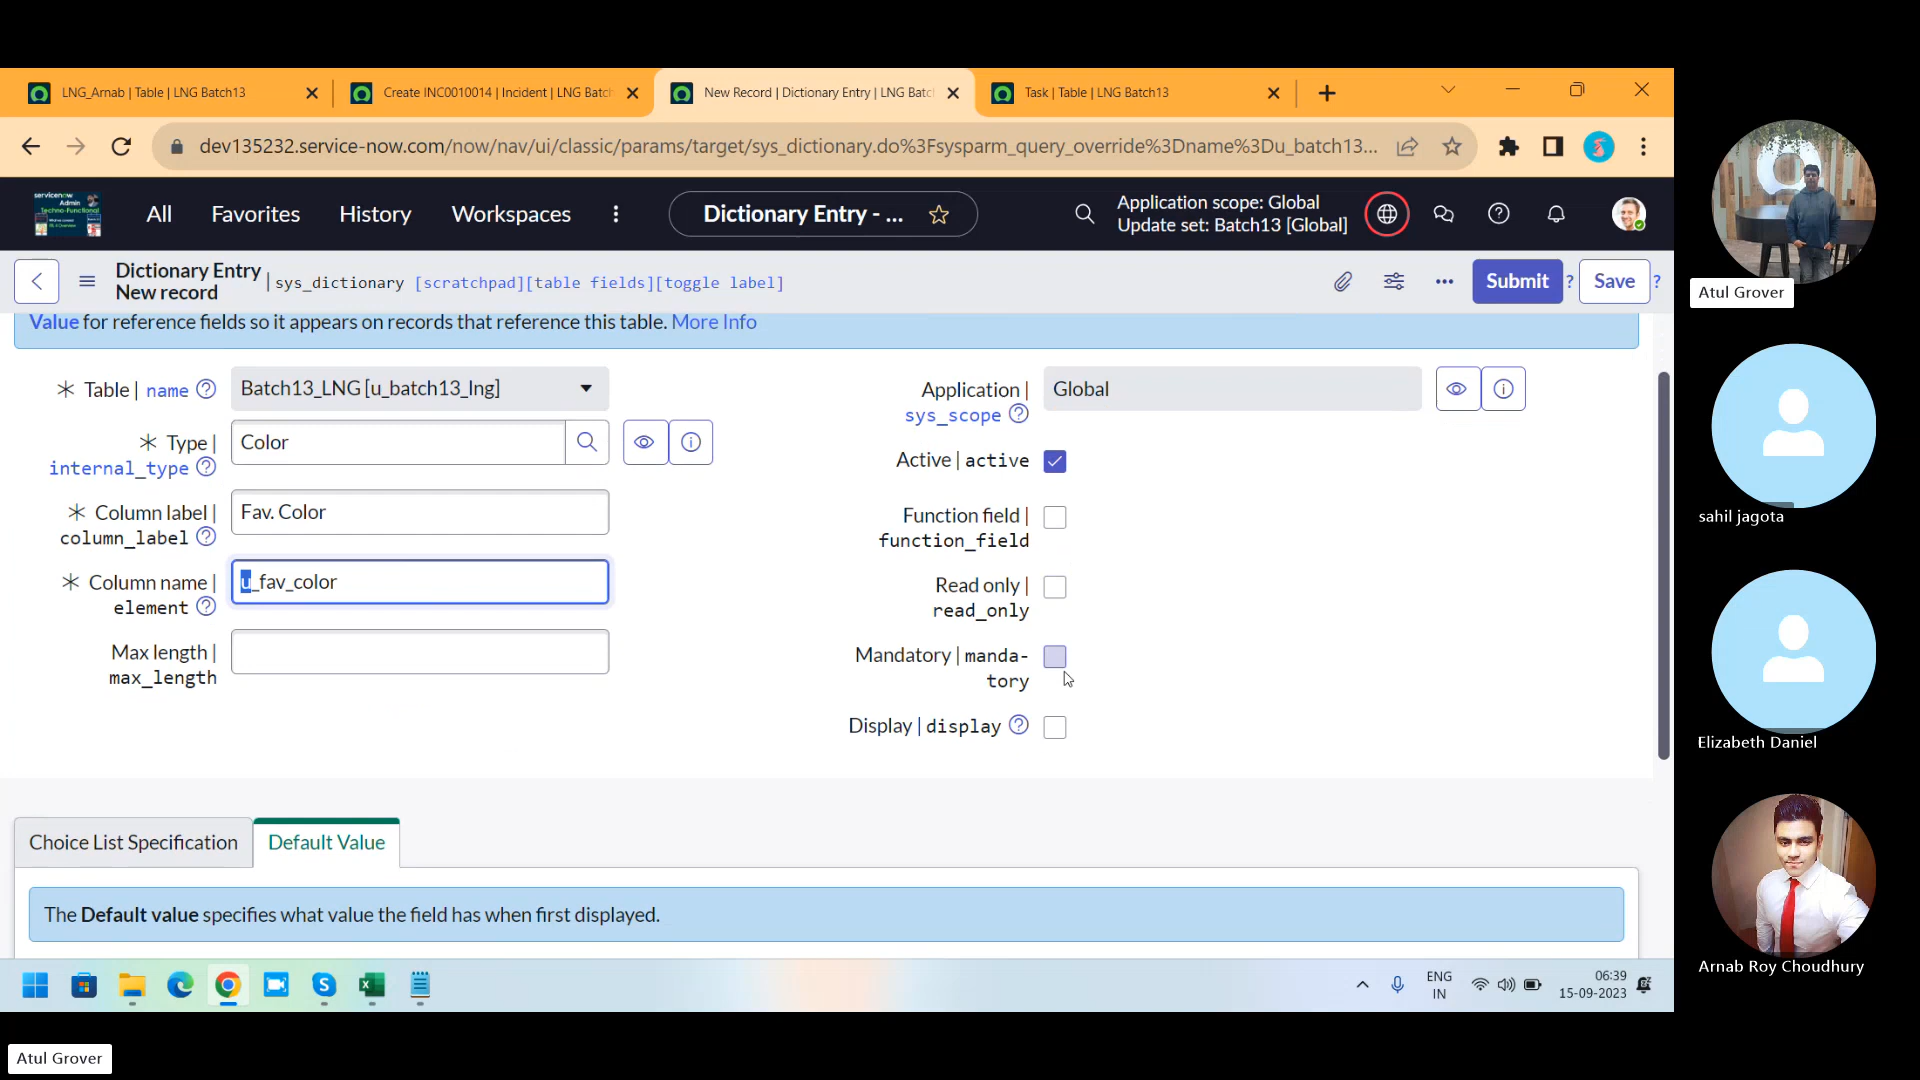 LNG_Arnab | Table | LNG Batch13
Create INC0010014 | Incident | LNG Batc
New Record | Dictionary Entry | LNG Batc
Task | Table | LNG Batch13
dev135232.service-now.com/now/nav/ui/classic/params/target/sys_dictionary.do%3Fsysparm_query_override%3Dname%3Du_batch13...
servicenow
Admin
Techno-Functional
All
Favorites
History
Workspaces
Dictionary Entry - ...
Application scope: Global
Update set: Batch13 [Global]
Dictionary Entry
New record
sys_dictionary [scratchpad][table fields][toggle label]
Submit ?
Save ?
Value for reference fields so it appears on records that reference this table. More Info
Table | name
Batch13_LNG [u_batch13_lng]
Type |
internal_type
Color
Column label |
column_label
Fav. Color
Column name |
element
u_fav_color
Max length |
max_length
Application |
sys_scope
Global
Active | active
Function field |
function_field
Read only |
read_only
Mandatory | manda-
tory
Display | display
Choice List Specification
Default Value
The Default value specifies what value the field has when first displayed.
ENG
IN
06:39
15-09-2023
Atul Grover
sahil jagota
Elizabeth Daniel
Arnab Roy Choudhury
Atul Grover